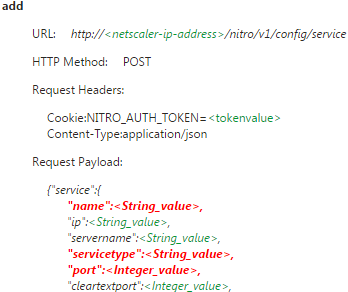 add
URL: http://<netscaler-ip-address>/nitro/v1/config/service
HTTP Method: POST
Request Headers:
Cookie:NITRO_AUTH_TOKEN=<tokenvalue>
Content-Type:application/json
Request Payload:
{"service":{
"name":<String_value>,
"ip":<String_value>,
"servername":<String_value>,
"servicetype":<String_value>,
"port":<Integer_value>,
"cleartextport":<Integer_value>,